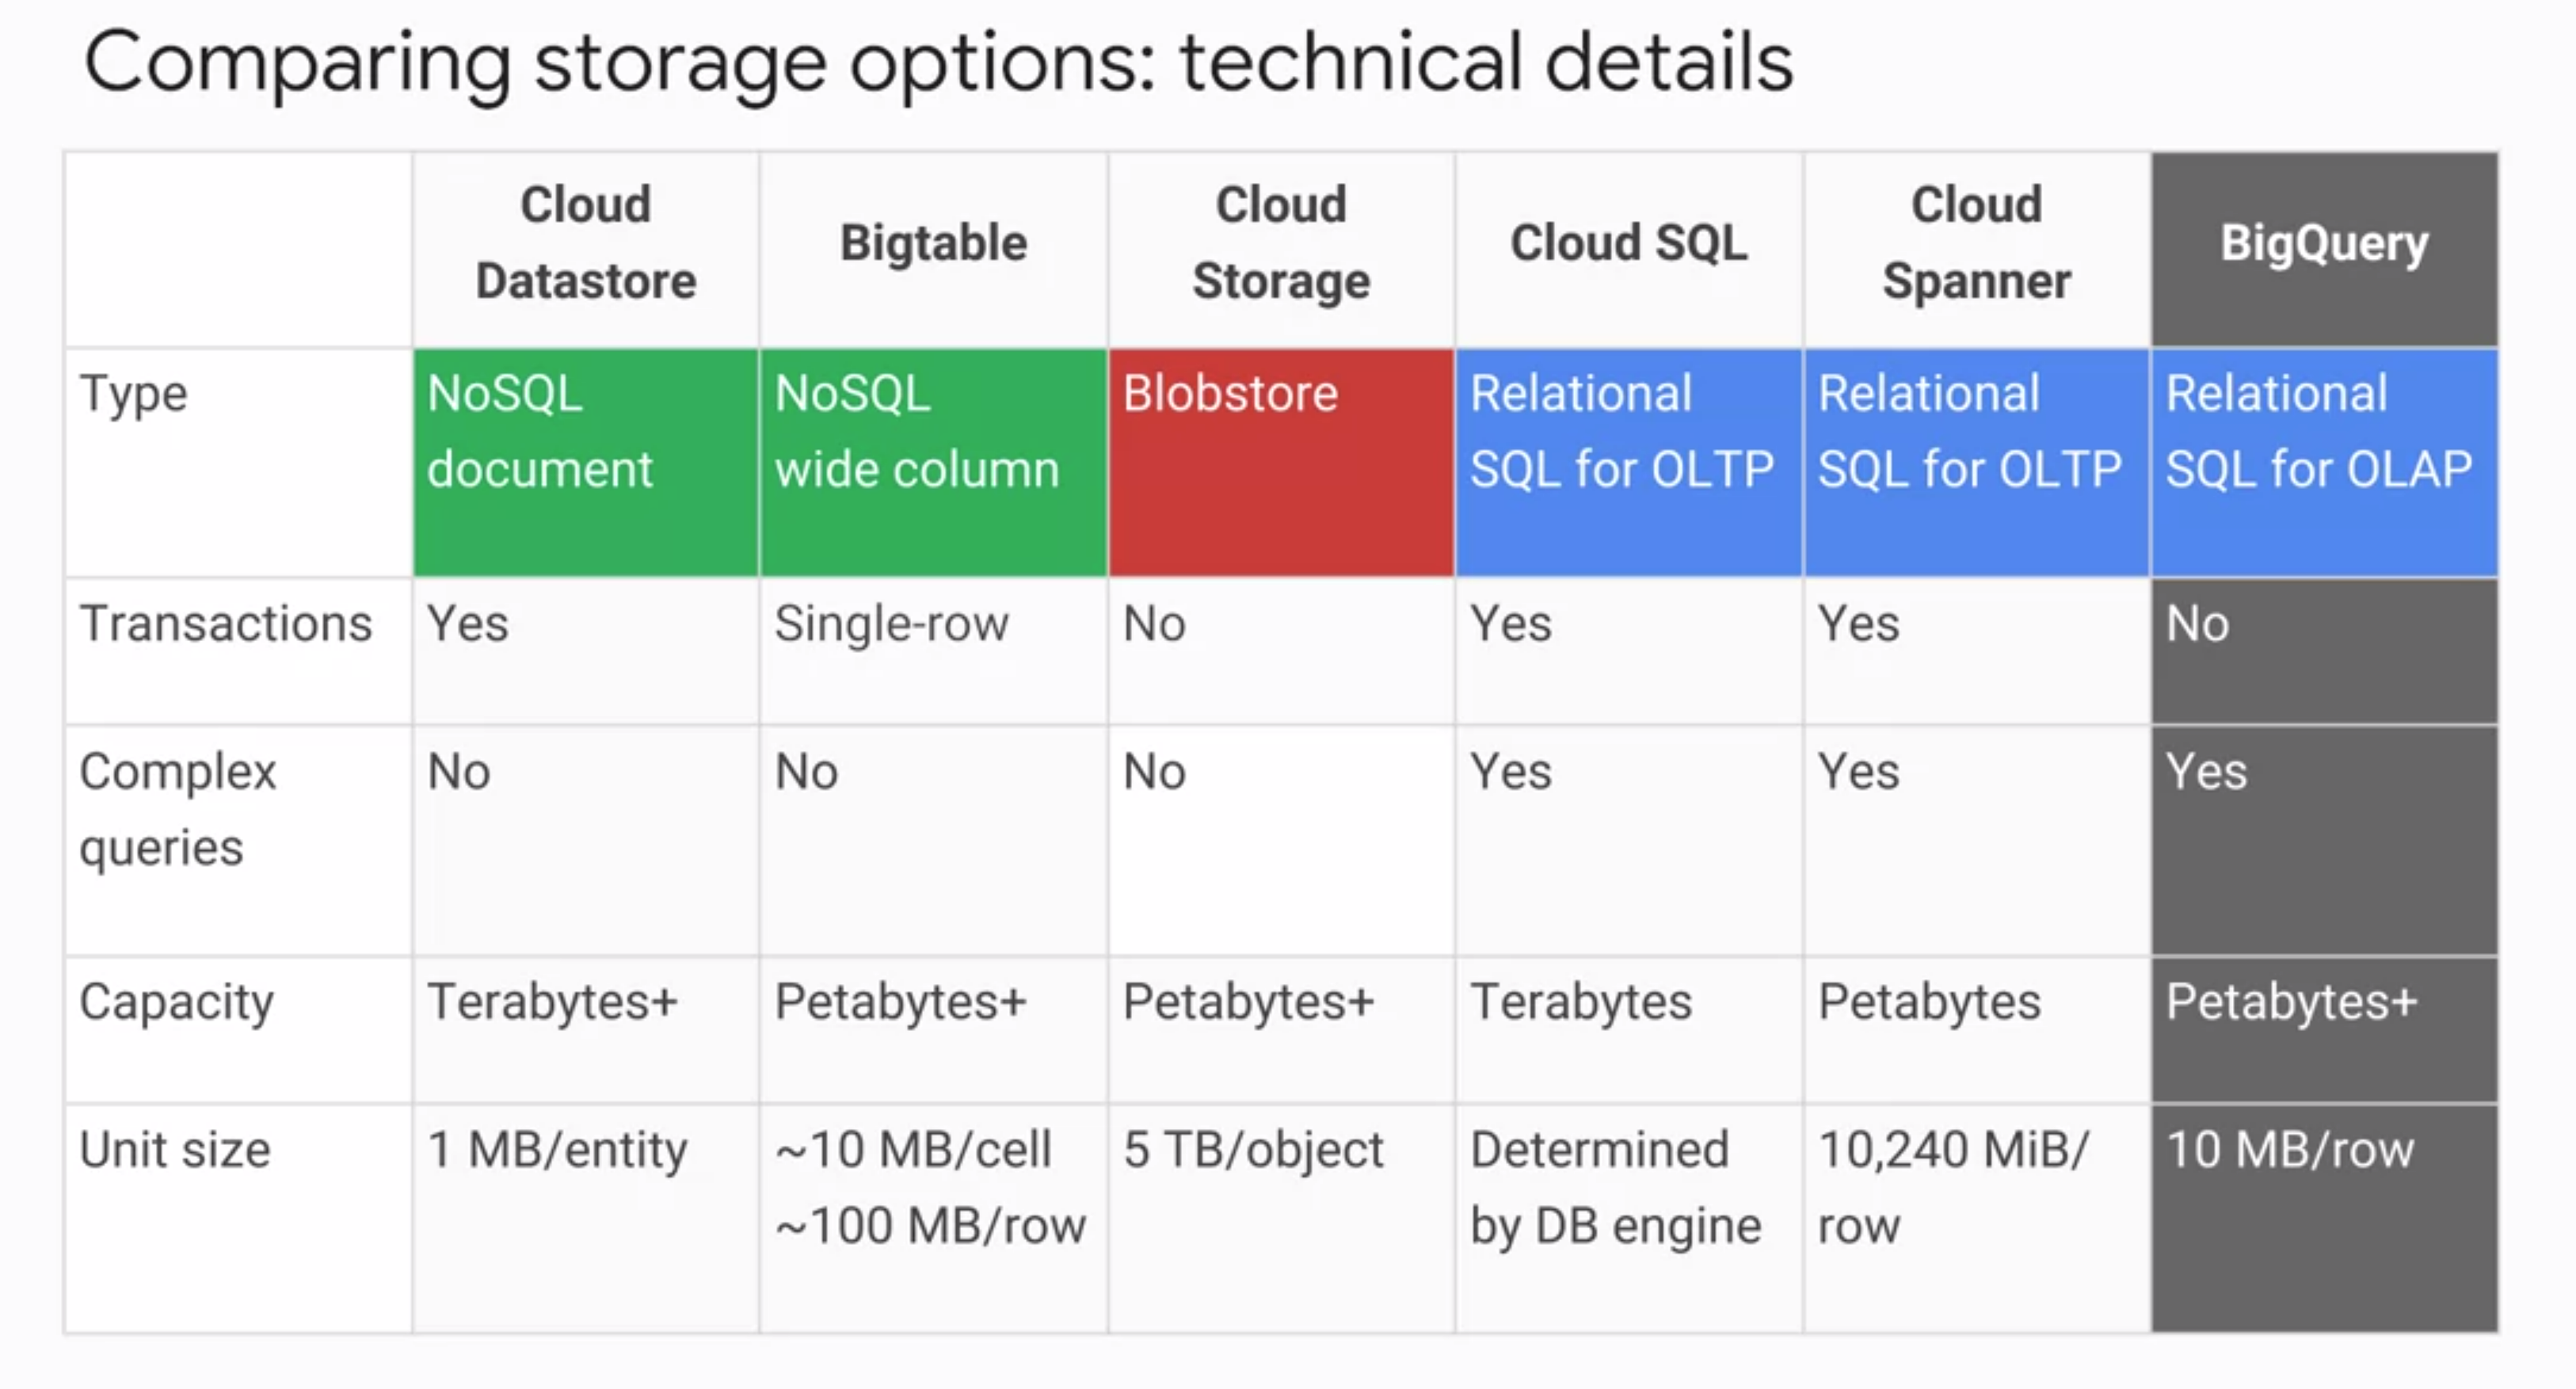 Comparing storage options: technical details
Cloud Datastore
Bigtable
Cloud Storage
Cloud SQL
Cloud Spanner
BigQuery
Type
NoSQL
document
NoSQL
wide column
Blobstore
Relational
SQL for OLTP
Relational
SQL for OLTP
Relational
SQL for OLAP
Transactions
Yes
Single-row
No
Yes
Yes
No
Complex
queries
No
No
No
Yes
Yes
Yes
Capacity
Terabytes+
Petabytes+
Petabytes+
Terabytes
Petabytes
Petabytes+
Unit size
1 MB/entity
~10 MB/cell
~100 MB/row
5 TB/object
Determined
by DB engine
10,240 MiB/
row
10 MB/row